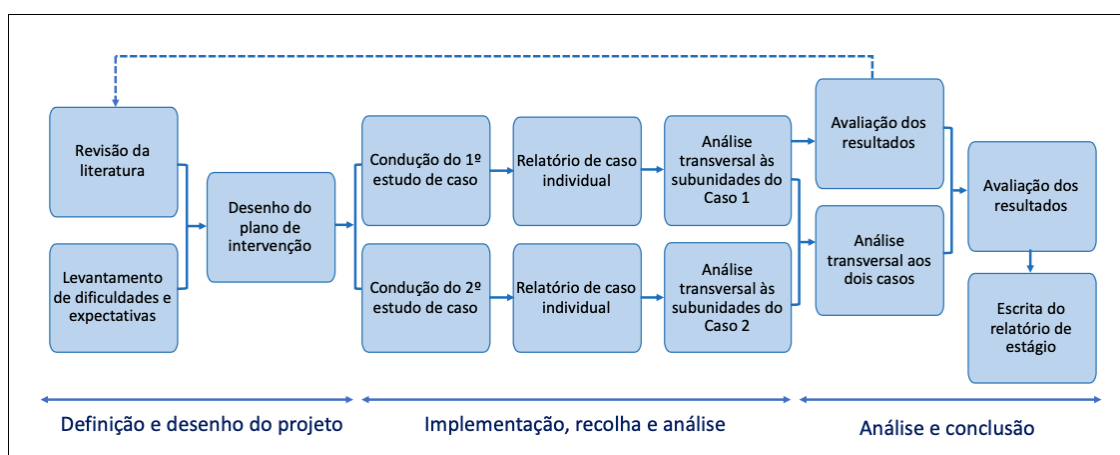 Revisão da
literatura
Levantamento
de dificuldades e
expectativas
Desenho do
plano de
intervenção
Condução do 1º
estudo de caso
Relatório de caso
individual
Análise
transversal às
subunidades do
Caso 1
Condução do 2º
estudo de caso
Relatório de caso
individual
Análise
transversal às
subunidades do
Caso 2
Avaliação dos
resultados
Análise
transversal aos
dois casos
Avaliação dos
resultados
Escrita do
relatório de
estágio
Definição e desenho do projeto
Implementação, recolha e análise
Análise e conclusão